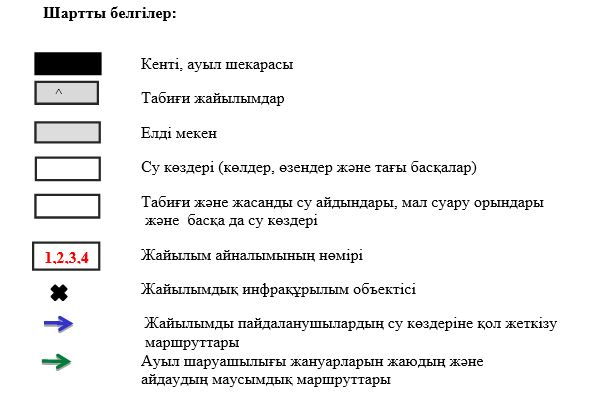 Шартты белгілер:
Кенті, ауыл шекарасы
^
Табиғи жайылымдар
Елді мекен
Су көздері (көлдер, өзендер және тағы басқалар)
Табиғи және жасанды су айдындары, мал суару орындары
және басқа да су көздері
1,2,3,4
Жайылым айналымының нөмірі
Жайылымдық инфрақұрылым объектісі
Жайылымды пайдаланушылардың су көздеріне қол жеткізу
маршруттары
Ауыл шаруашылығы жануарларын жаюдың және
айдаудың маусымдық маршруттары